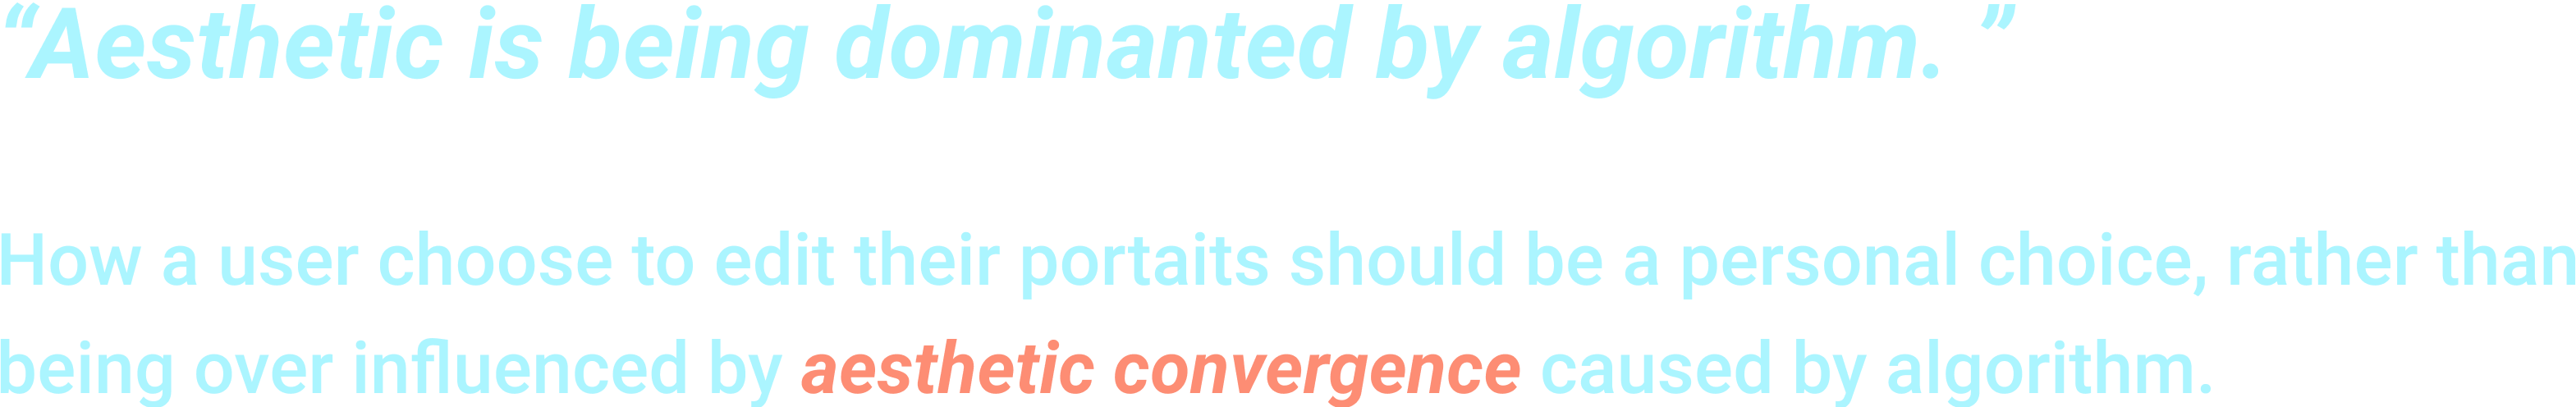 “Aesthetic is being dominanted by algorithm. ”
How a user choose to edit their portaits should be a personal choice, rather than
being over influenced by aesthetic convergence caused by algorithm.